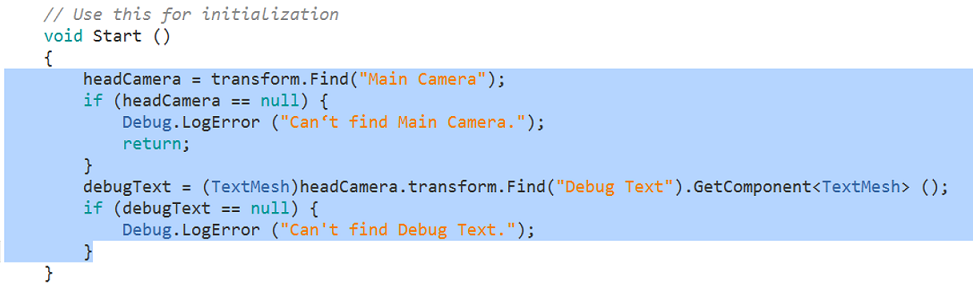 // Use this for initialization
void Start ()
{
headCamera = transform.Find("Main Camera");
if (headCamera == null) {
Debug.LogError ("Can‘t find Main Camera.");
return;
}
debugText = (TextMesh)headCamera.transform.Find("Debug Text").GetComponent<TextMesh> ();
if (debugText == null) {
Debug.LogError ("Can't find Debug Text.");
}
}